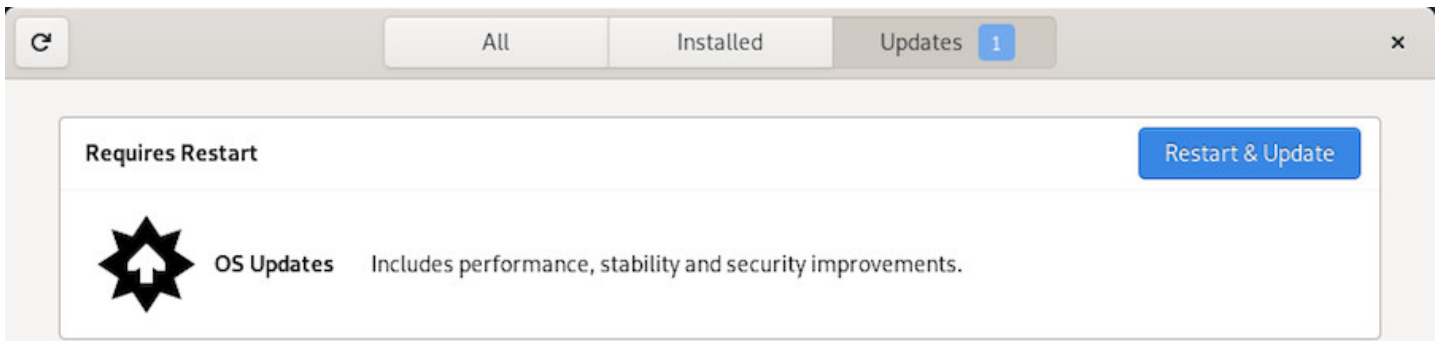 All Installed Updates 1
Requires Restart Restart & Update
OS Updates Includes performance, stability and security improvements.